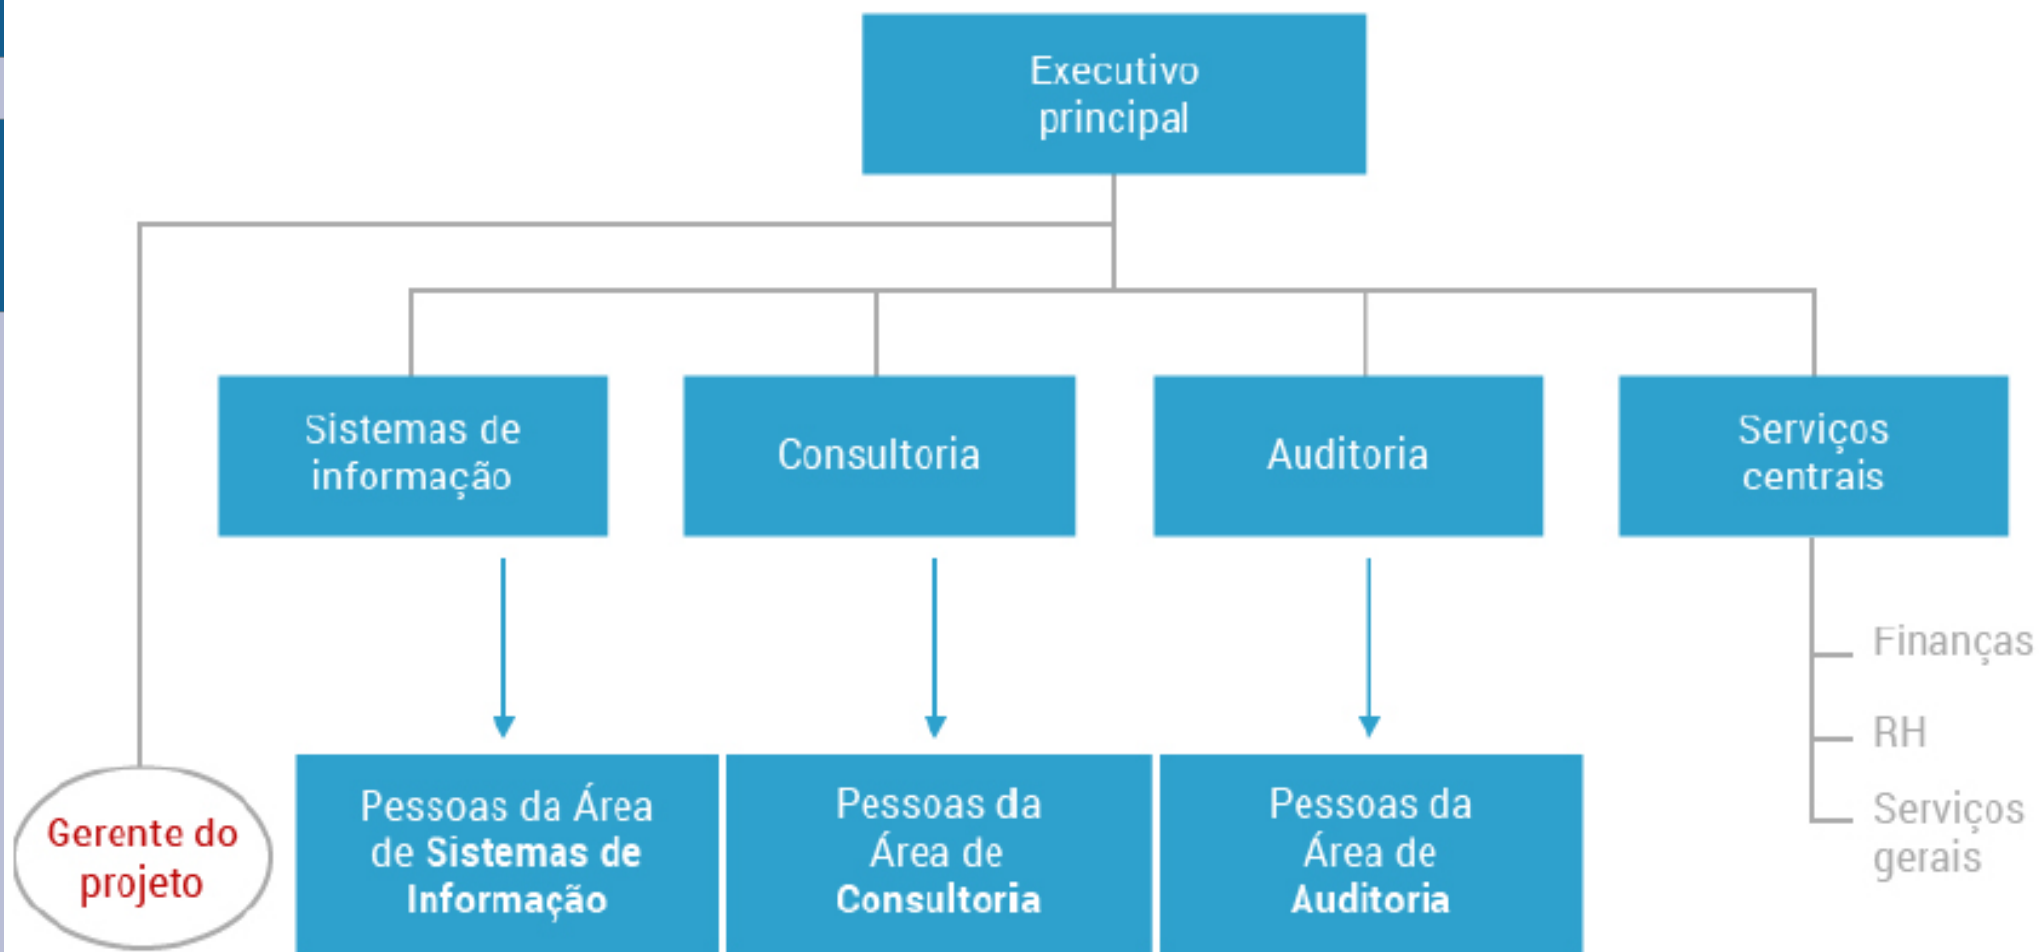 Executivo
principal
Sistemas de
informação
Consultoria
Auditoria
Serviços
centrais
Finanças
RH
Serviços
gerais
Gerente do
projeto
Pessoas da Área
de Sistemas de
Informação
Pessoas da
Área de
Consultoria
Pessoas da
Área de
Auditoria